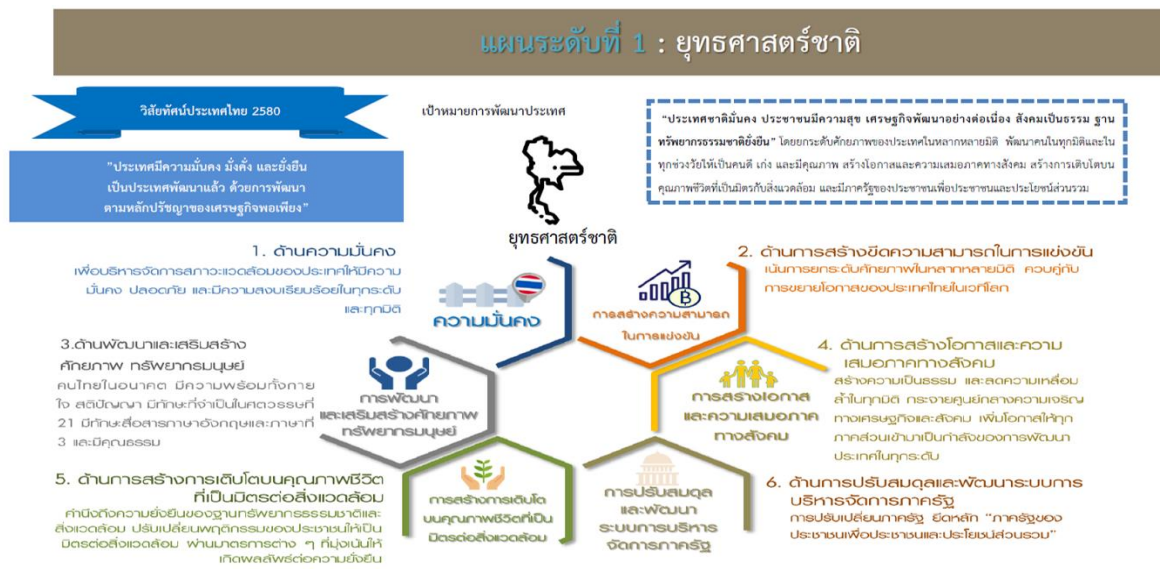 แผนระดับที่ 1 : ยุทธศาสตร์ชาติ
วิสัยทัศน์ประเทศไทย 2580
"ประเทศมีความมั่นคง มั่งคั่ง และยั่งยืน
เป็นประเทศพัฒนาแล้ว ด้วยการพัฒนา
ตามหลักปรัชญาของเศรษฐกิจพอเพียง"
เป้าหมายการพัฒนาประเทศ
"ประเทศชาติมั่นคง ประชาชนมีความสุข เศรษฐกิจพัฒนาอย่างต่อเนื่อง สังคมเป็นธรรม ฐาน
ทรัพยากรธรรมชาติยั่งยืน" โดยยกระดับศักยภาพของประเทศในหลากหลายมิติ พัฒนาคนในทุกมิติและใน
ทุกช่วงวัยให้เป็นคนดี เก่ง และมีคุณภาพ สร้างโอกาสและความเสมอภาคทางสังคม สร้างการเติบโตบน
คุณภาพชีวิตที่เป็นมิตรกับสิ่งแวดล้อม และมีภาครัฐของประชาชนเพื่อประชาชนและประโยชน์ส่วนรวม
ยุทธศาสตร์ชาติ
1. ด้านความมั่นคง
เพื่อบริหารจัดการสภาวะแวดล้อมของประเทศให้มีความ
มั่นคง ปลอดภัย และมีความสงบเรียบร้อยในทุกระดับ
และทุกมิติ
ความมั่นคง
การสร้างความสามารถ
ในการแข่งขัน
2. ด้านการสร้างขีดความสามารถในการแข่งขัน
เน้นการยกระดับศักยภาพในหลากหลายมิติ ควบคู่กับ
การขยายโอกาสของประเทศไทยในเวทีโลก
3.ด้านพัฒนาและเสริมสร้าง
ศักยภาพ ทรัพยากรมนุษย์
คนไทยในอนาคต มีความพร้อมทั้งกาย
ใจ สติปัญญา มีทักษะที่จำเป็นในศตวรรษที่
21 มีทักษะสื่อสารภาษาอังกฤษและภาษาที่
3 และมีคุณธรรม
การพัฒนา
และเสริมสร้างศักยภาพ
ทรัพยากรมนุษย์
การสร้างโอกาส
และความเสมอภาค
ทางสังคม
4. ด้านการสร้างโอกาสและความ
เสมอภาคทางสังคม
สร้างความเป็นธรรม และลดความเหลื่อม
ล้ำในทุกมิติ กระจายศูนย์กลางความเจริญ
ทางเศรษฐกิจและสังคม เพิ่มโอกาสให้ทุก
ภาคส่วนเข้ามาเป็นกำลังของการพัฒนา
ประเทศในทุกระดับ
5. ด้านการสร้างการเติบโตบนคุณภาพชีวิต
ที่เป็นมิตรต่อสิ่งแวดล้อม
คำนึงถึงความยั่งยืนของฐานทรัพยากรธรรมชาติและ
สิ่งแวดล้อม ปรับเปลี่ยนพฤติกรรมของประชาชนให้เป็น
มิตรต่อสิ่งแวดล้อม ผ่านมาตรการต่าง ๆ ที่มุ่งเน้นให้
เกิดผลลัพธ์ต่อความยั่งยืน
การสร้างการเติบโต
บนคุณภาพชีวิตที่เป็น
มิตรต่อสิ่งแวดล้อม
การปรับสมดุล
และพัฒนา
ระบบการบริหาร
จัดการภาครัฐ
6. ด้านการปรับสมดุลและพัฒนาระบบการ
บริหารจัดการภาครัฐ
การปรับเปลี่ยนภาครัฐ ยึดหลัก "ภาครัฐของ
ประชาชนเพื่อประชาชนและประโยชน์ส่วนรวม"